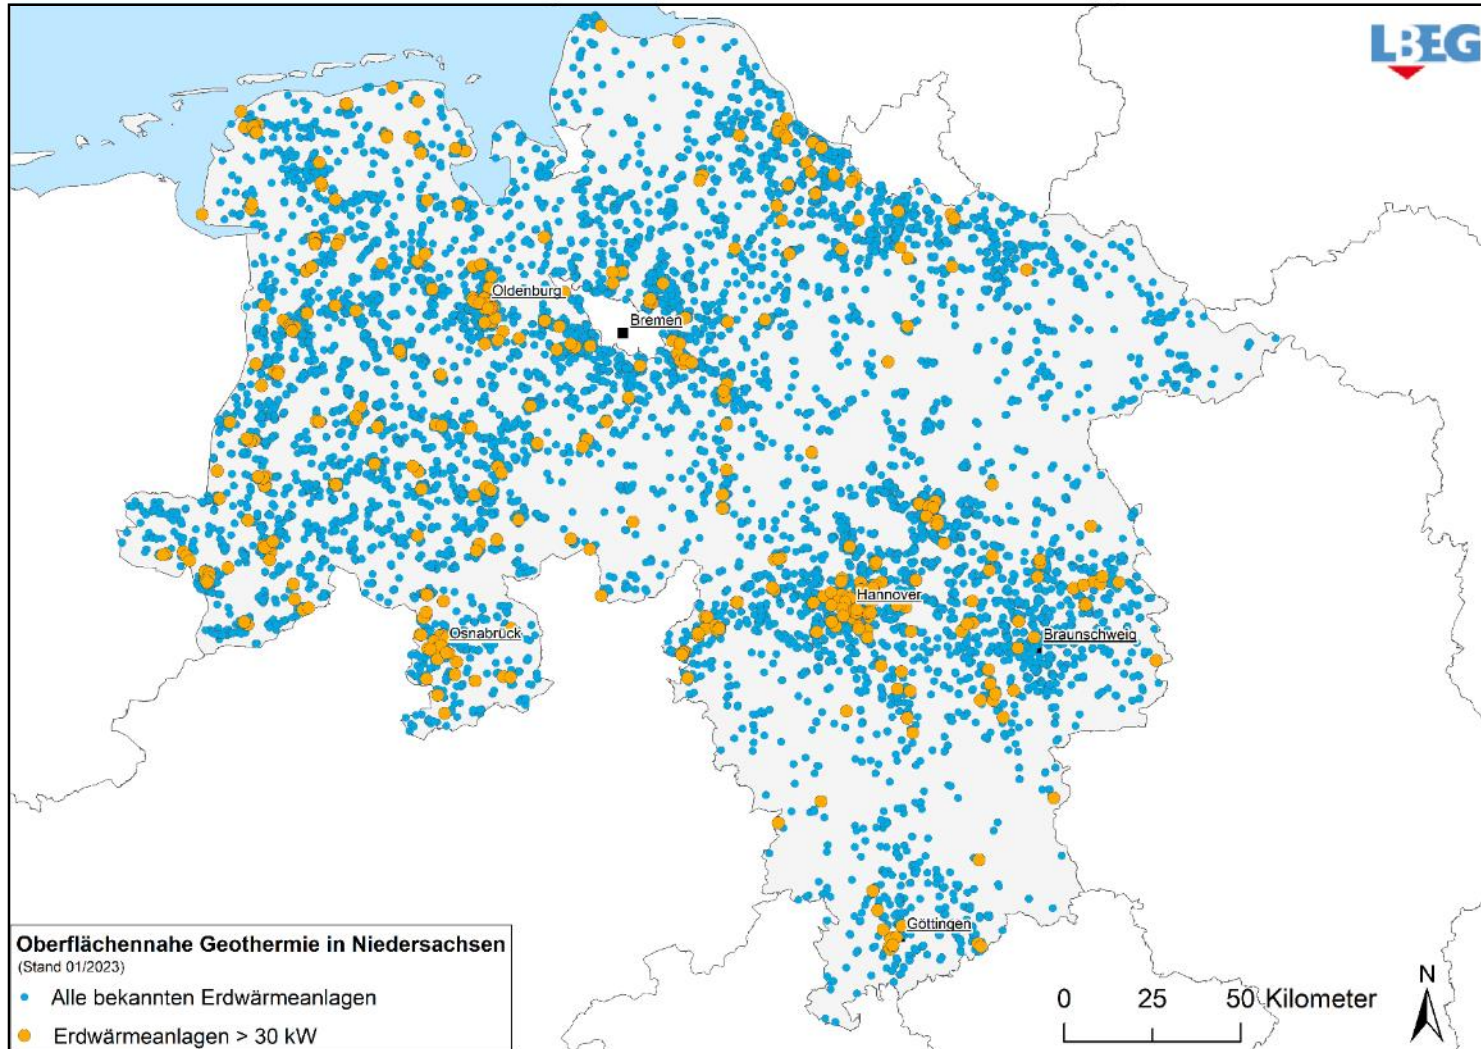 LBEG
Oldenburg
Bremen
Hannover
Osnabrück
Braunschweig
Göttingen
Oberflächennahe Geothermie in Niedersachsen
(Stand 01/2023)
Alle bekannten Erdwärmeanlagen
Erdwärmeanlagen > 30 kW
0 25 50 Kilometer
N